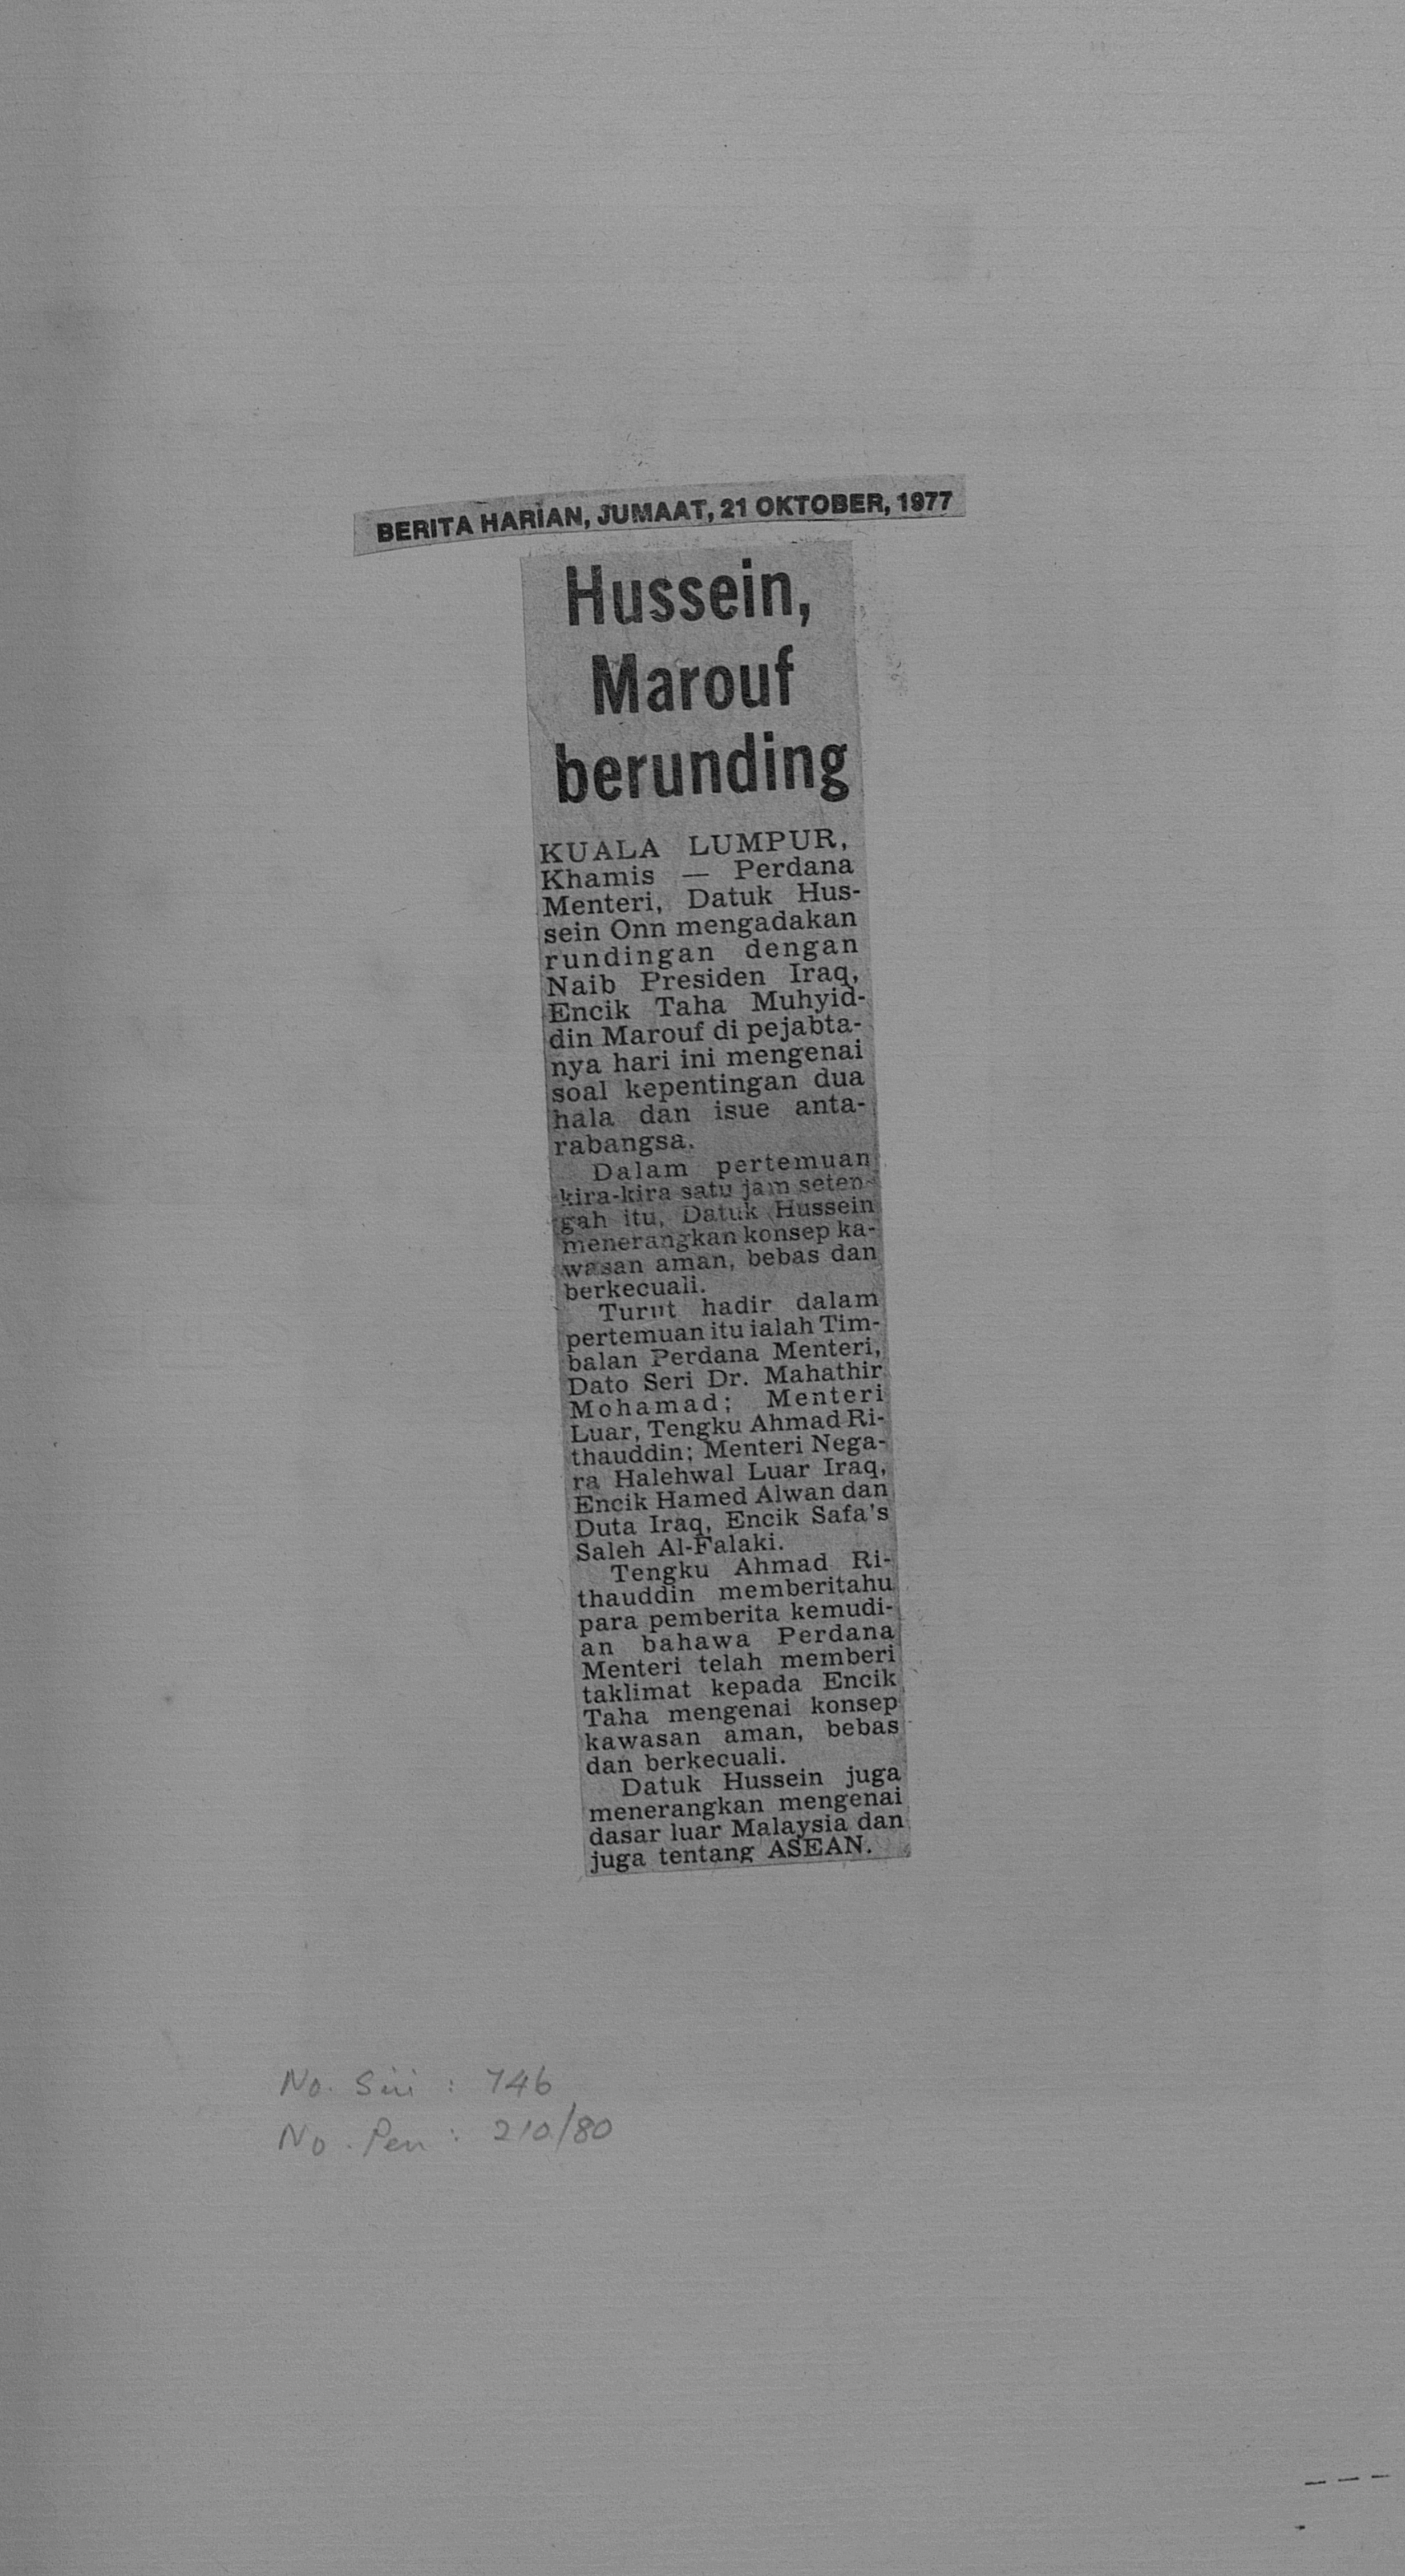 BERITA HARIAN, JUMAAT, 21 OKTOBER, 1977
Hussein,
Marouf
berunding
KUALA LUMPUR,
Khamis — Perdana
Menteri, Datuk Hus-
sein Onn mengadakan
rundingan dengan
Naib Presiden Iraq,
Encik Taha Muhyid-
din Marouf di pejabta-
nya hari ini mengenai
soal kepentingan dua
hala dan isue anta-
rabangsa.
Dalam pertemuan
kira-kira satu jam seten-
gah itu, Datuk Hussein
menerangkan konsep ka-
wasan aman, bebas dan
berkecuali.
Turut hadir dalam
pertemuan itu ialah Tim-
balan Perdana Menteri,
Dato Seri Dr. Mahathir
Mohamad; Menteri
Luar, Tengku Ahmad Ri-
thauddin; Menteri Nega-
ra Halehwal Luar Iraq,
Encik Hamed Alwan dan
Duta Iraq, Encik Safa's
Saleh Al-Falaki.
Tengku Ahmad Ri-
thauddin memberitahu
para pemberita kemudi-
an bahawa Perdana
Menteri telah memberi
taklimat kepada Encik
Taha mengenai konsep
kawasan aman, bebas
dan berkecuali.
Datuk Hussein juga
menerangkan mengenai
dasar luar Malaysia dan
juga tentang ASEAN.
No. Siri : 746
No. Pen : 210/80